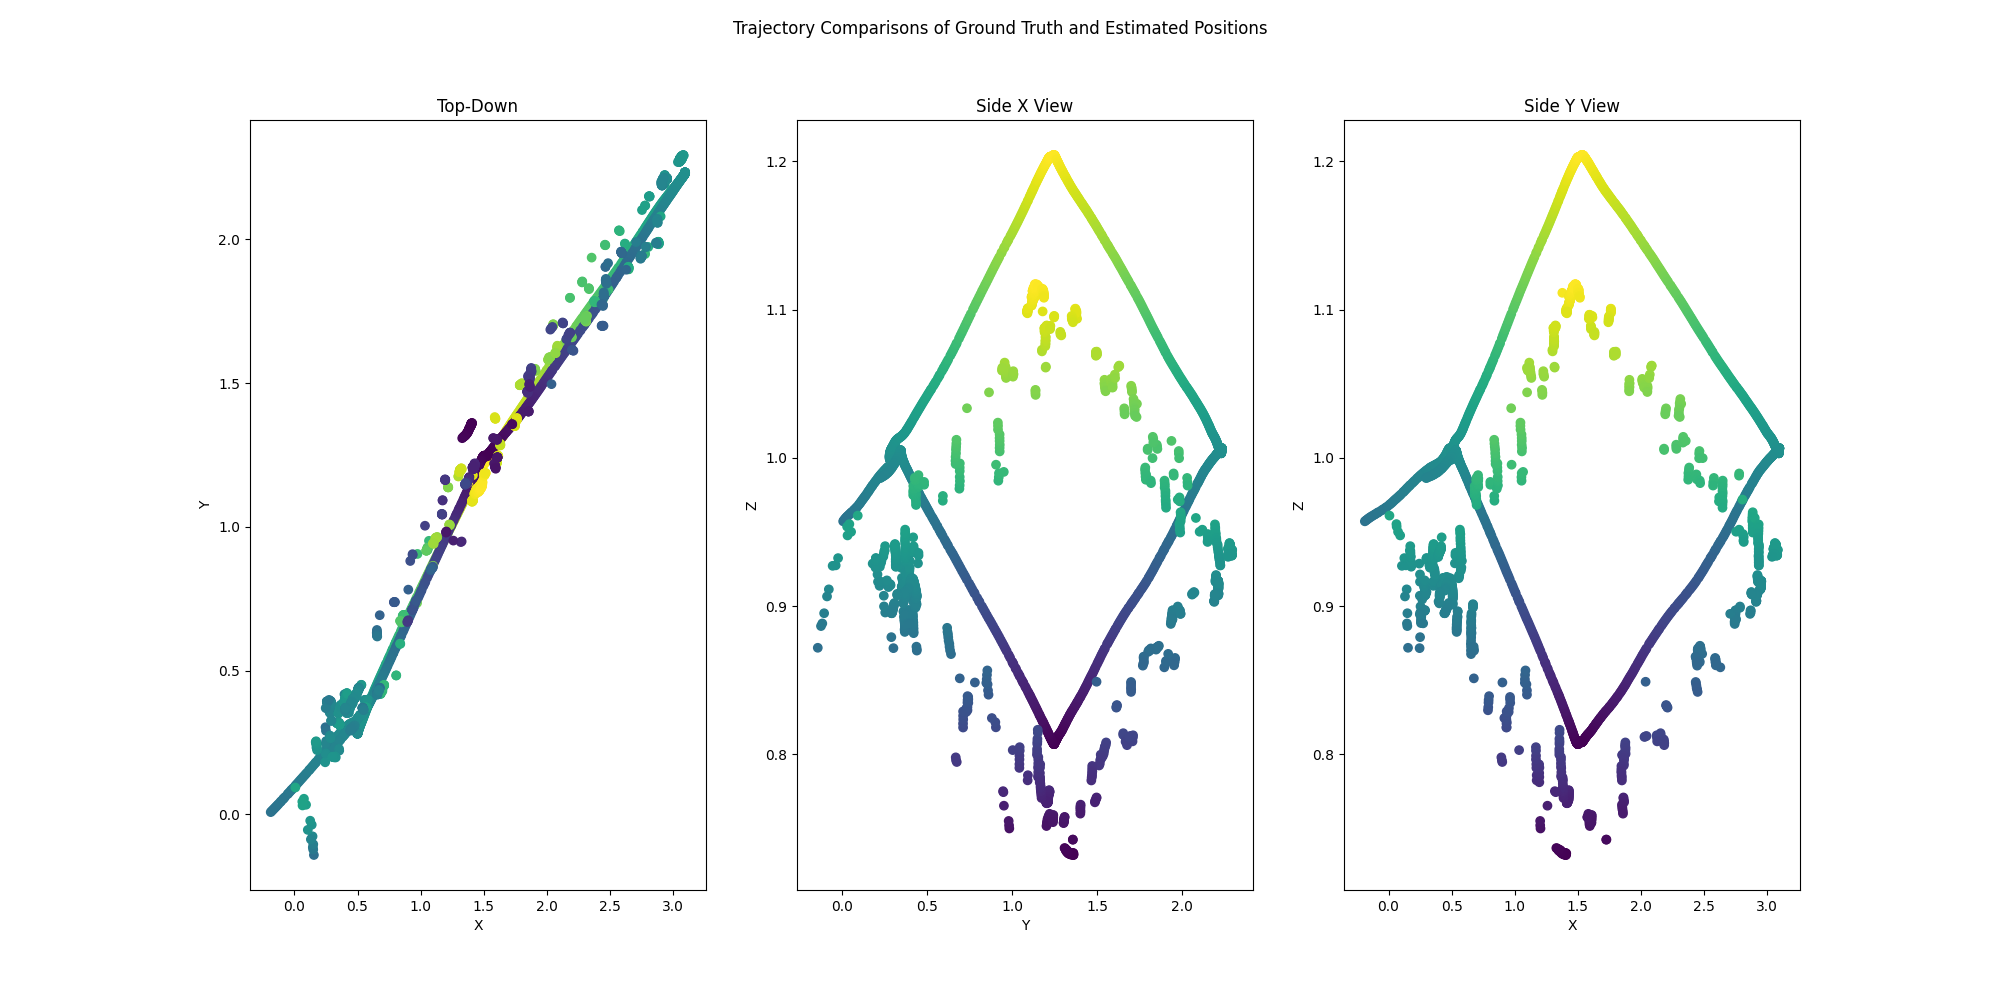 Trajectory Comparisons of Ground Truth and Estimated Positions
Top-Down
Side X View
Side Y View
Y
2.0
1.5
1.0
0.5
0.0
0.0 0.5 1.0 1.5 2.0 2.5 3.0
X
Z
1.2
1.1
1.0
0.9
0.8
0.0 0.5 1.0 1.5 2.0
Y
Z
1.2
1.1
1.0
0.9
0.8
0.0 0.5 1.0 1.5 2.0 2.5 3.0
X